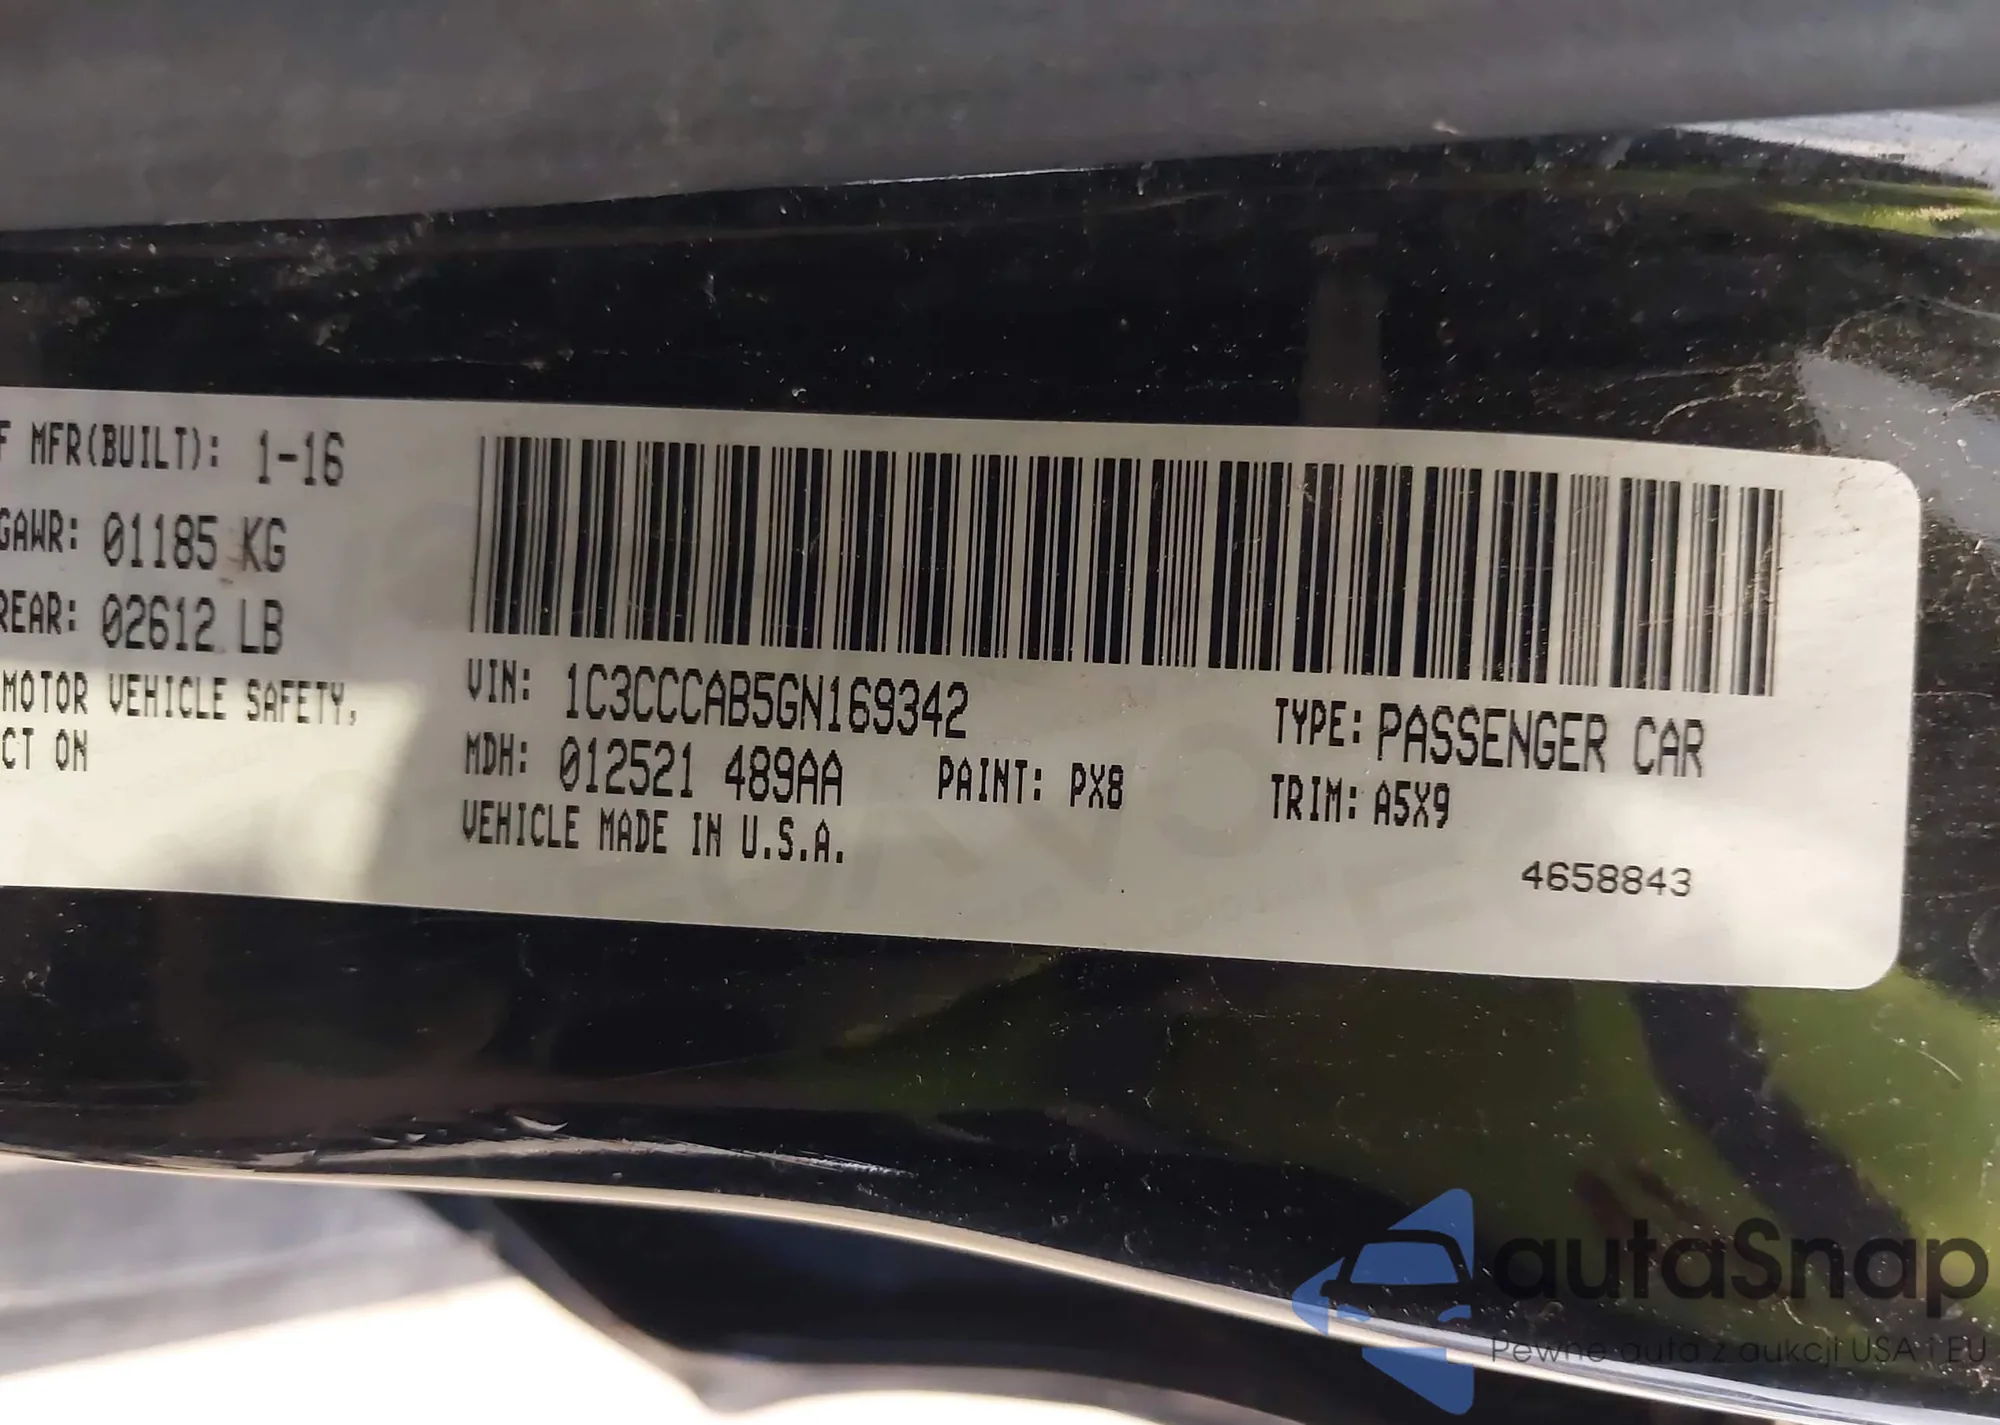 F MFR(BUILT): 1-16
GAWR: 01185 KG
REAR: 02612 LB
MOTOR VEHICLE SAFETY,
CT ON
VIN: 1C3CCCAB5GN169342
MDH: 012521 489AA
PAINT: PX8
VEHICLE MADE IN U.S.A.
TYPE: PASSENGER CAR
TRIM: A5X9
4658843
autaSnap
Pewne auta z aukcji USA i EU